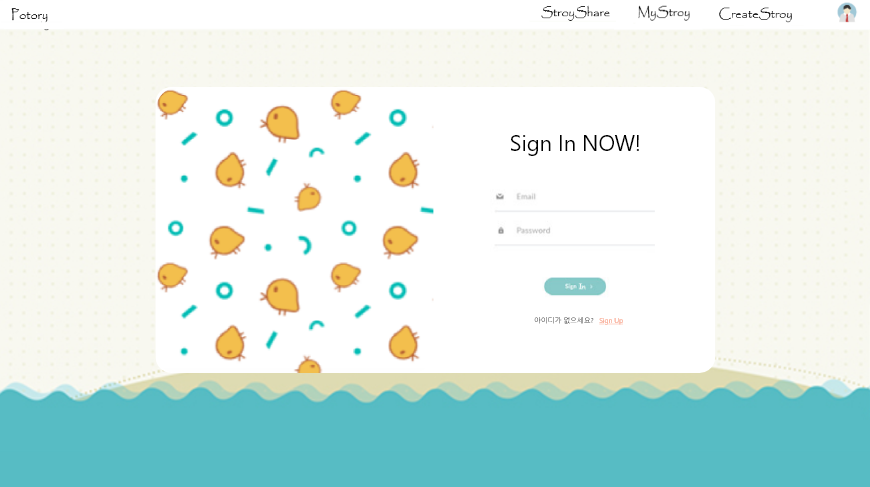 Potory
StroyShare MyStroy CreateStroy
Sign In NOW!
Email
Password
Sign In >
아이디가 없으세요? Sign Up